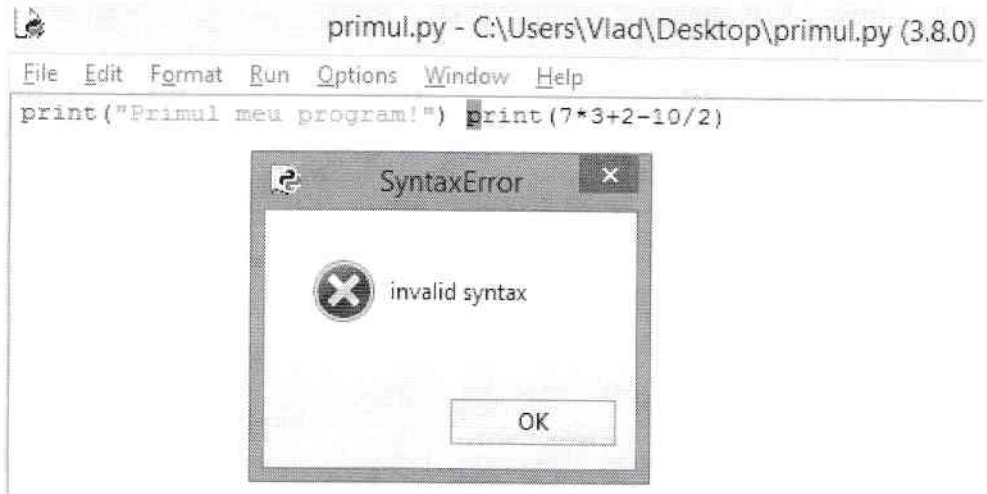 primul.py - C:\Users\Vlad\Desktop\primul.py (3.8.0)
File Edit Format Run Options Window Help
print("Primul meu program!") print(7*3+2-10/2)
SyntaxError
invalid syntax
OK